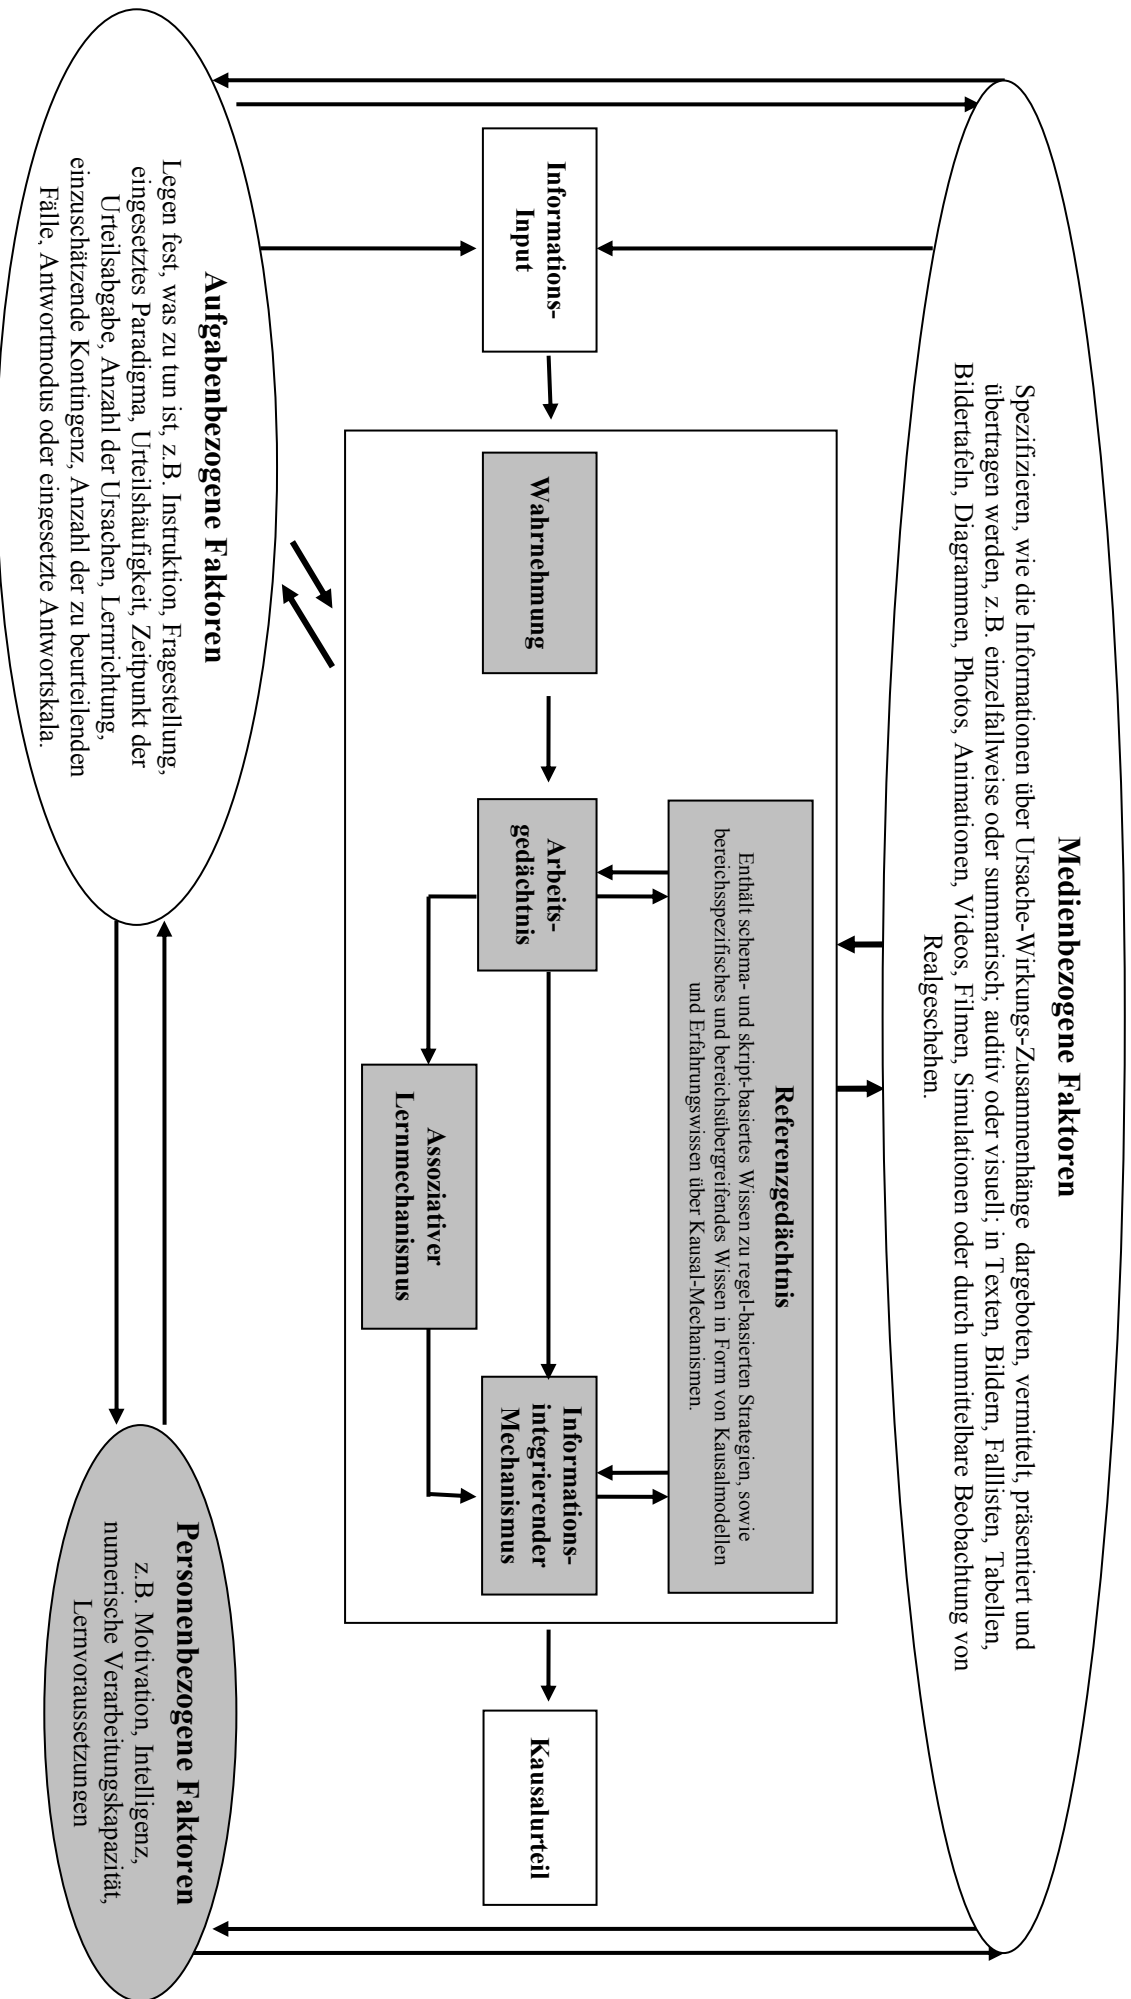 Medienbezogene Faktoren
Spezifizieren, wie die Informationen über Ursache-Wirkungs-Zusammenhänge dargeboten, vermittelt, präsentiert und
übertragen werden, z.B. einzelfallweise oder summarisch; auditiv oder visuell; in Texten, Bildern, Falllisten, Tabellen,
Bildertafeln, Diagrammen, Photos, Animationen, Videos, Filmen, Simulationen oder durch unmittelbare Beobachtung von
Realgeschehen.
Referenzgedächtnis
Enthält schema- und skript-basiertes Wissen zu regel-basierten Strategien, sowie
bereichsspezifisches und bereichsübergreifendes Wissen in Form von Kausalmodellen
und Erfahrungswissen über Kausal-Mechanismen.
Informations-
Input
Wahrnehmung
Arbeits-
gedächtnis
Informations-
integrierender
Mechanismus
Kausalurteil
Assoziativer
Lernmechanismus
Aufgabenbezogene Faktoren
Legen fest, was zu tun ist, z.B. Instruktion, Fragestellung,
eingesetztes Paradigma, Urteilshäufigkeit, Zeitpunkt der
Urteilsabgabe, Anzahl der Ursachen, Lernrichtung,
einzuschätzende Kontingenz, Anzahl der zu beurteilenden
Fälle, Antwortmodus oder eingesetzte Antwortskala.
Personenbezogene Faktoren
z.B. Motivation, Intelligenz,
numerische Verarbeitungskapazität,
Lernvoraussetzungen